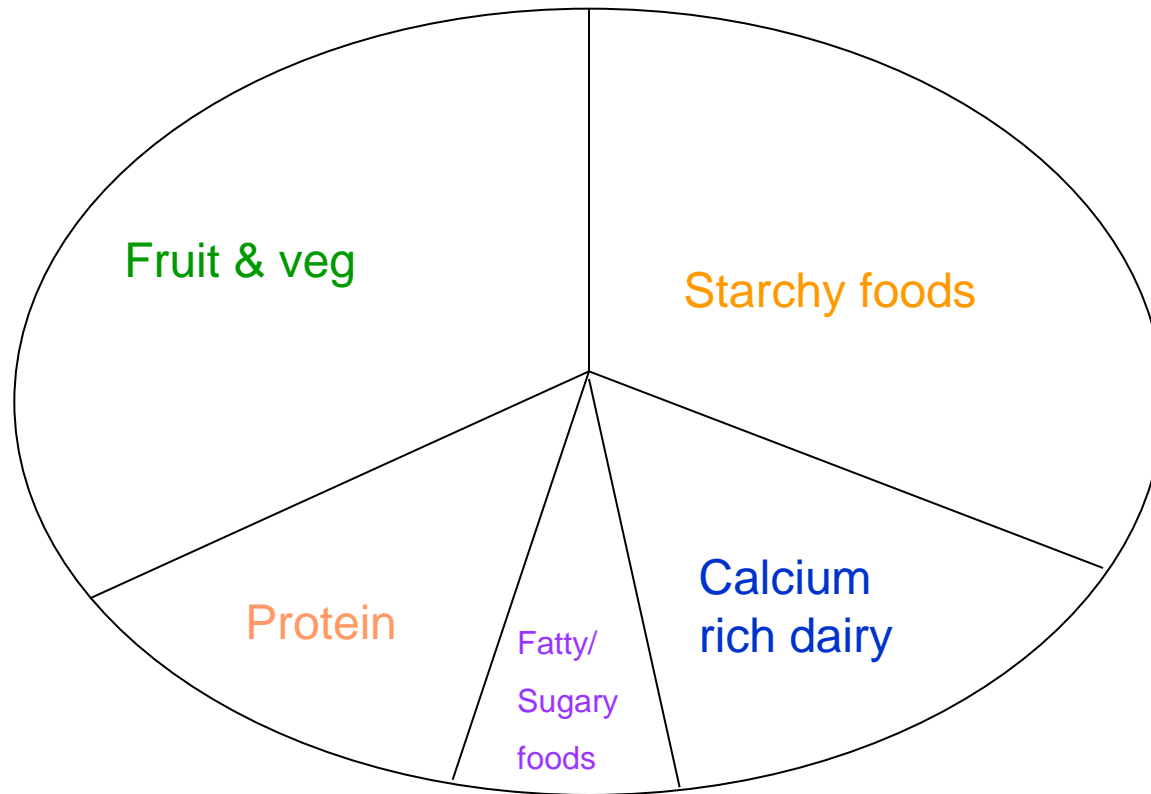 Fruit & veg
Starchy foods
Protein
Fatty/
Sugary
foods
Calcium
rich dairy